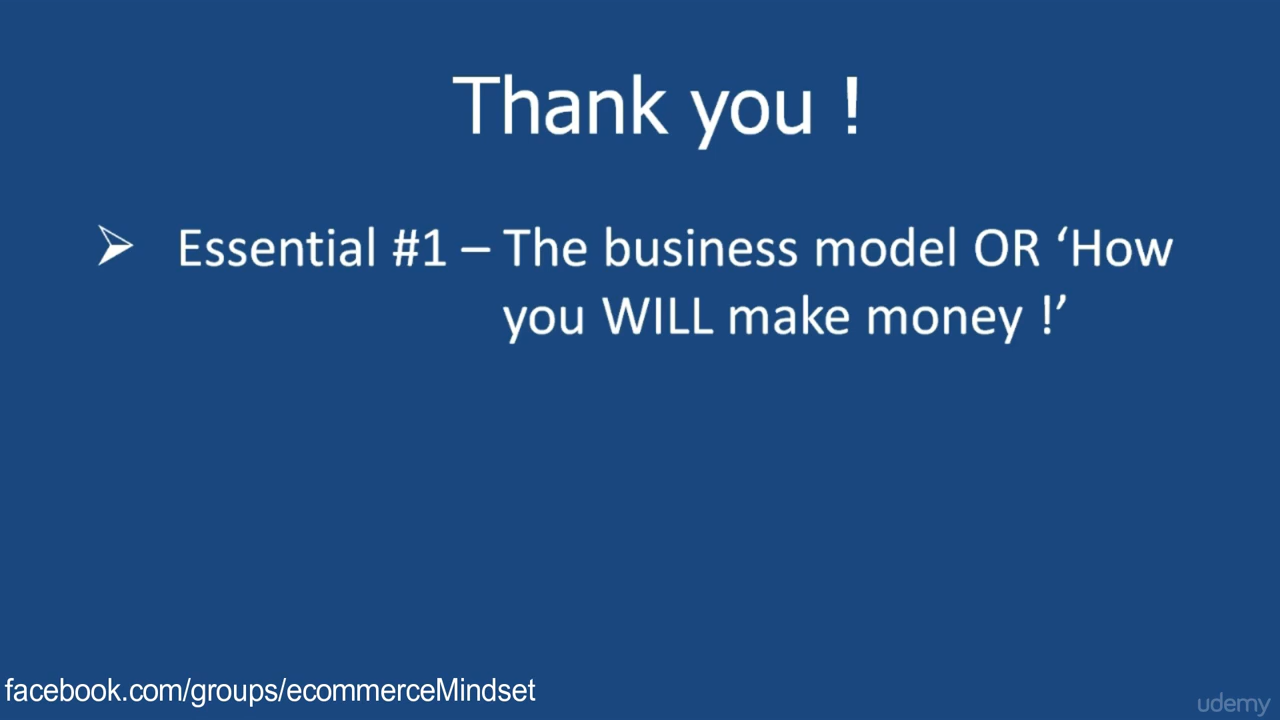 Thank you !
➢ Essential #1 – The business model OR ‘How
you WILL make money !’
facebook.com/groups/ecommerceMindset
udemy